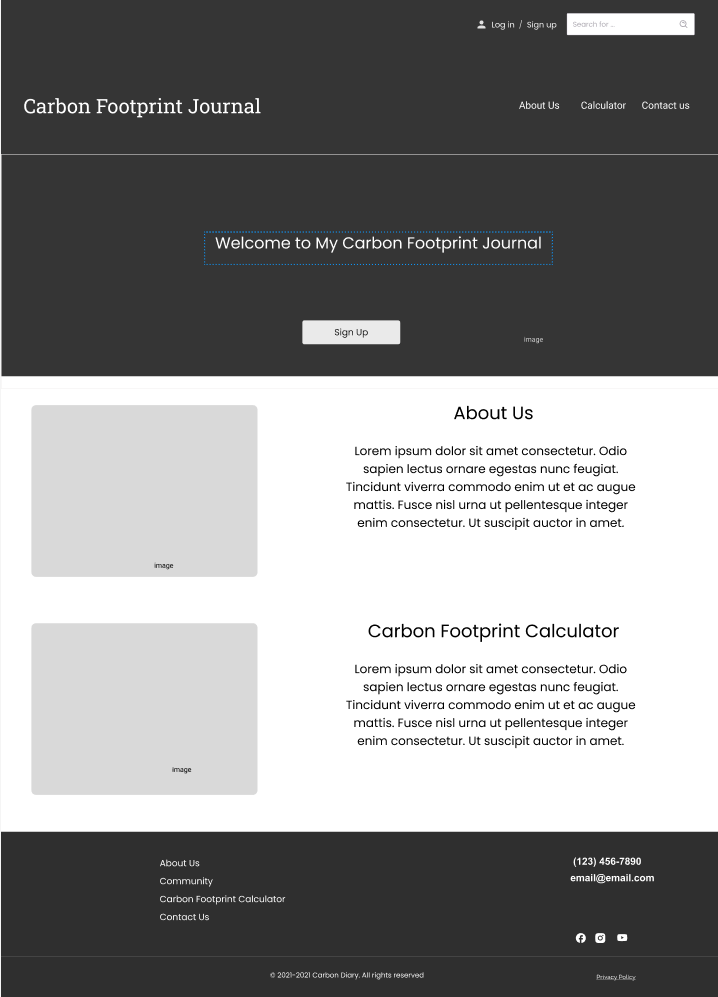 Log in / Sign up
Search for ...
Carbon Footprint Journal
About Us
Calculator
Contact us
Welcome to My Carbon Footprint Journal
Sign Up
image
About Us
Lorem ipsum dolor sit amet consectetur. Odio
sapien lectus ornare egestas nunc feugiat.
Tincidunt viverra commodo enim ut et ac augue
mattis. Fusce nisl urna ut pellentesque integer
enim consectetur. Ut suscipit auctor in amet.
image
Carbon Footprint Calculator
Lorem ipsum dolor sit amet consectetur. Odio
sapien lectus ornare egestas nunc feugiat.
Tincidunt viverra commodo enim ut et ac augue
mattis. Fusce nisl urna ut pellentesque integer
enim consectetur. Ut suscipit auctor in amet.
image
About Us
Community
Carbon Footprint Calculator
Contact Us
(123) 456-7890
email@email.com
© 2021-2021 Carbon Diary. All rights reserved
Privacy Policy